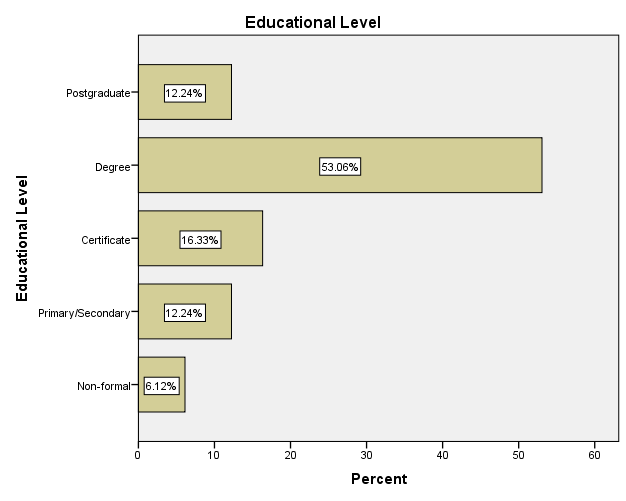 Educational Level
Educational Level
Postgraduate
12.24%
Degree
53.06%
Certificate
16.33%
Primary/Secondary
12.24%
Non-formal
6.12%
0 10 20 30 40 50 60
Percent